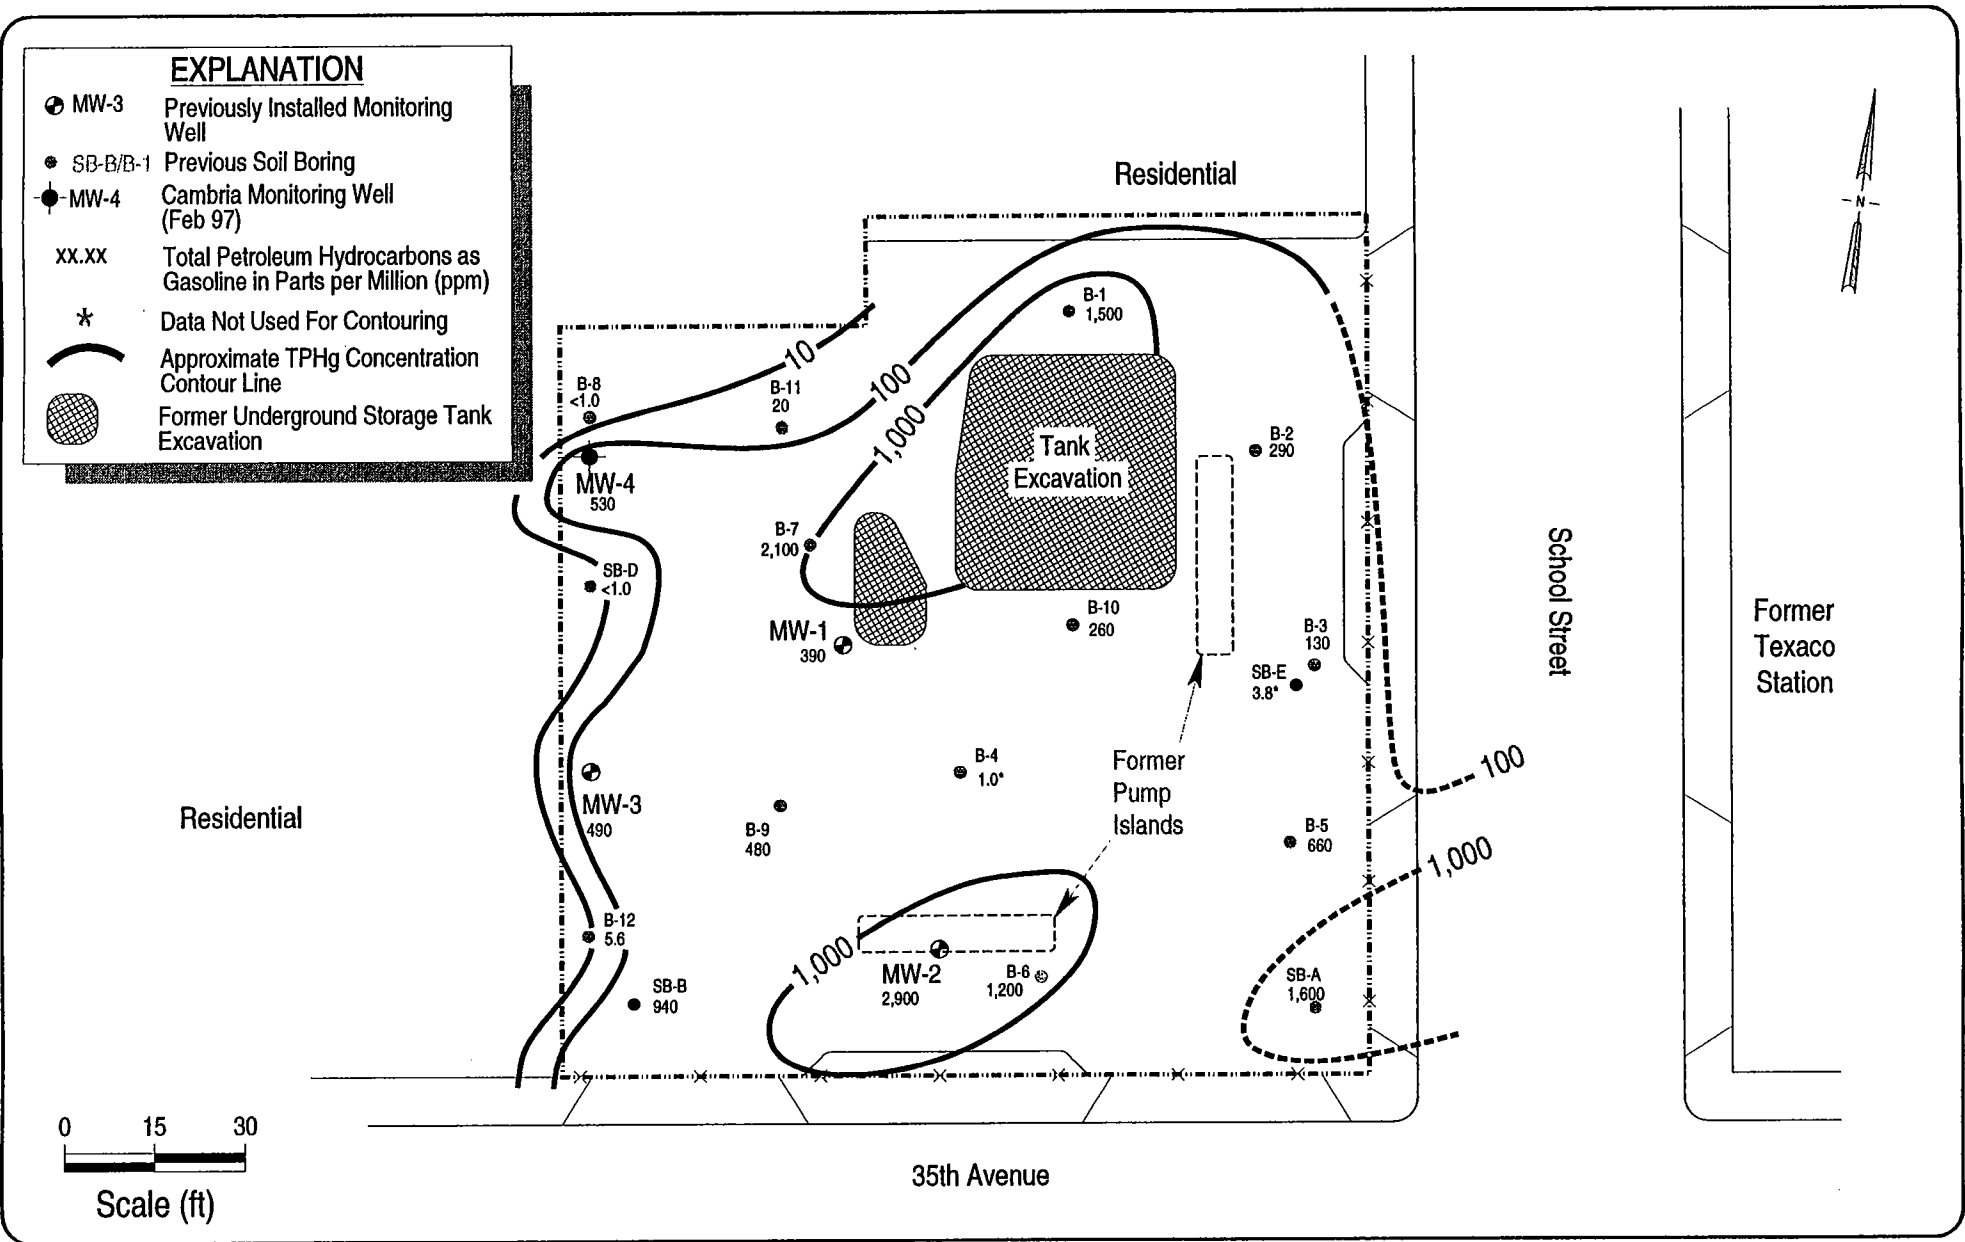 EXPLANATION
MW-3 Previously Installed Monitoring
Well
SB-B/B-1 Previous Soil Boring
MW-4 Cambria Monitoring Well
(Feb 97)
xx.xx Total Petroleum Hydrocarbons as
Gasoline in Parts per Million (ppm)
* Data Not Used For Contouring
Approximate TPHg Concentration
Contour Line
Former Underground Storage Tank
Excavation
Residential
N
B-1
1,500
10
100
1,000
B-8
<1.0
B-11
20
Tank
Excavation
B-2
290
MW-4
530
B-7
2,100
SB-D
<1.0
MW-1
390
B-10
260
B-3
130
SB-E
3.8*
School Street
Former
Texaco
Station
MW-3
490
B-9
480
B-4
1.0*
Former
Pump
Islands
100
B-5
660
1,000
Residential
B-12
5.6
SB-B
940
1,000
MW-2
2,900
B-6
1,200
SB-A
1,600
0 15 30
Scale (ft)
35th Avenue